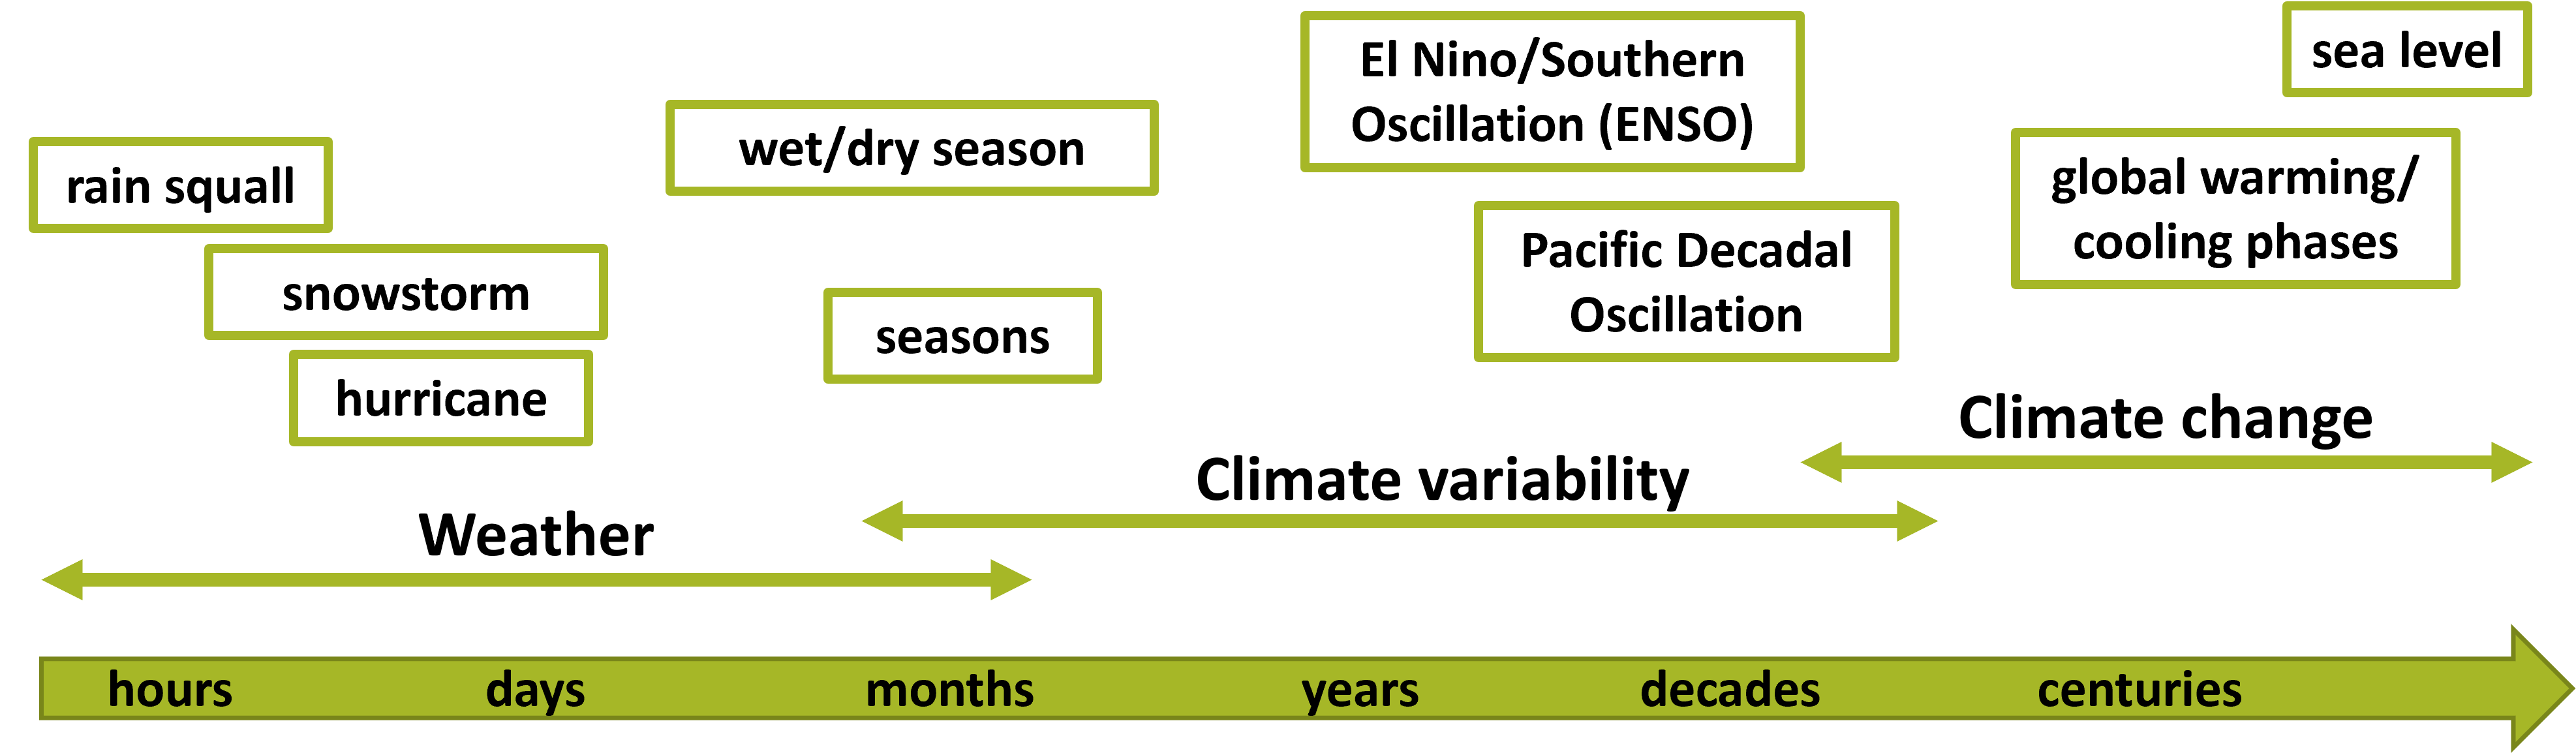 rain squall
snowstorm
hurricane
wet/dry season
seasons
El Nino/Southern
Oscillation (ENSO)
Pacific Decadal
Oscillation
sea level
global warming/
cooling phases
Weather
Climate variability
Climate change
hours
days
months
years
decades
centuries